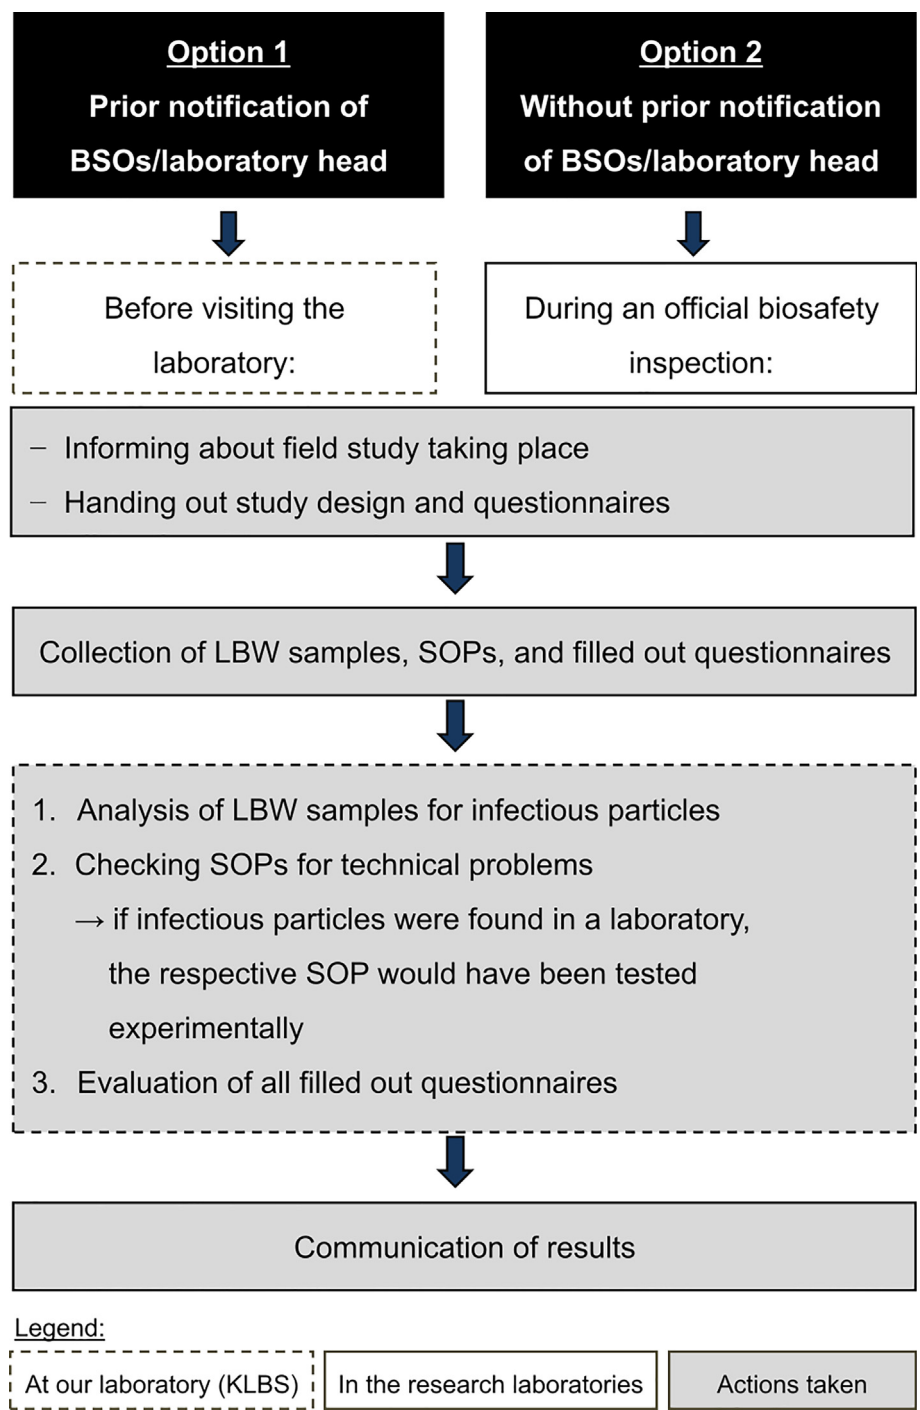 Option 1
Prior notification of
BSOs/laboratory head
Option 2
Without prior notification
of BSOs/laboratory head
Before visiting the
laboratory:
During an official biosafety
inspection:
– Informing about field study taking place
– Handing out study design and questionnaires
Collection of LBW samples, SOPs, and filled out questionnaires
1. Analysis of LBW samples for infectious particles
2. Checking SOPs for technical problems
→ if infectious particles were found in a laboratory,
the respective SOP would have been tested
experimentally
3. Evaluation of all filled out questionnaires
Communication of results
Legend:
At our laboratory (KLBS)
In the research laboratories
Actions taken